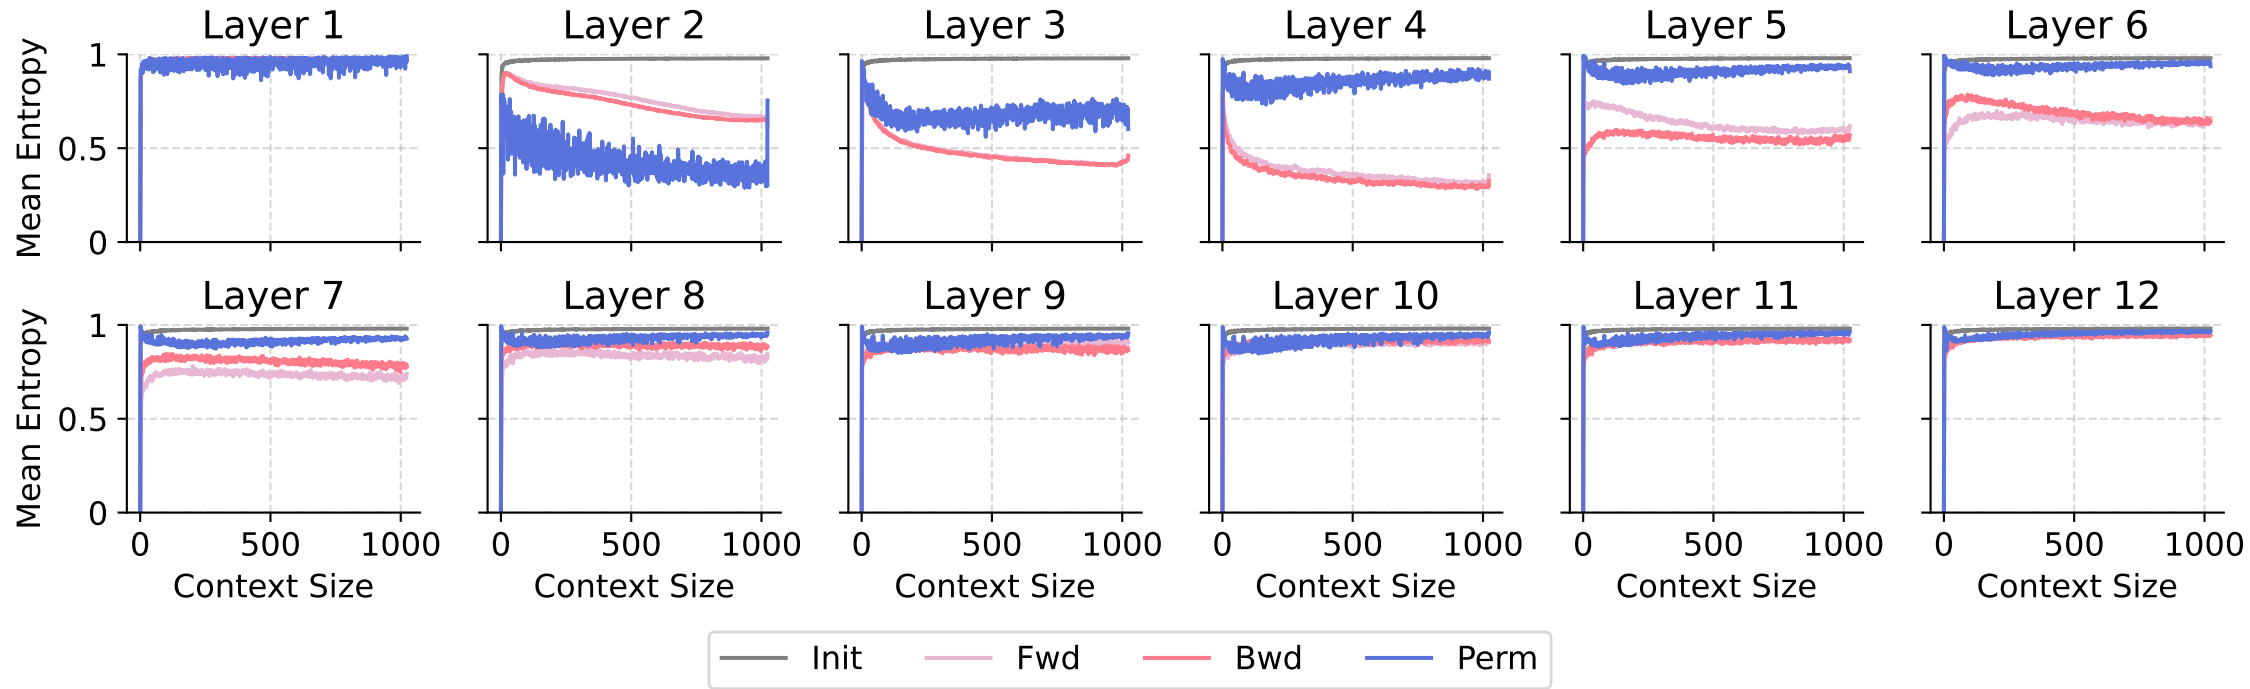 Layer 1 Layer 2 Layer 3 Layer 4 Layer 5 Layer 6
Mean Entropy
1
0.5
0
Layer 7 Layer 8 Layer 9 Layer 10 Layer 11 Layer 12
Mean Entropy
1
0.5
0
0 500 1000 0 500 1000 0 500 1000 0 500 1000 0 500 1000 0 500 1000
Context Size Context Size Context Size Context Size Context Size Context Size
Init Fwd Bwd Perm